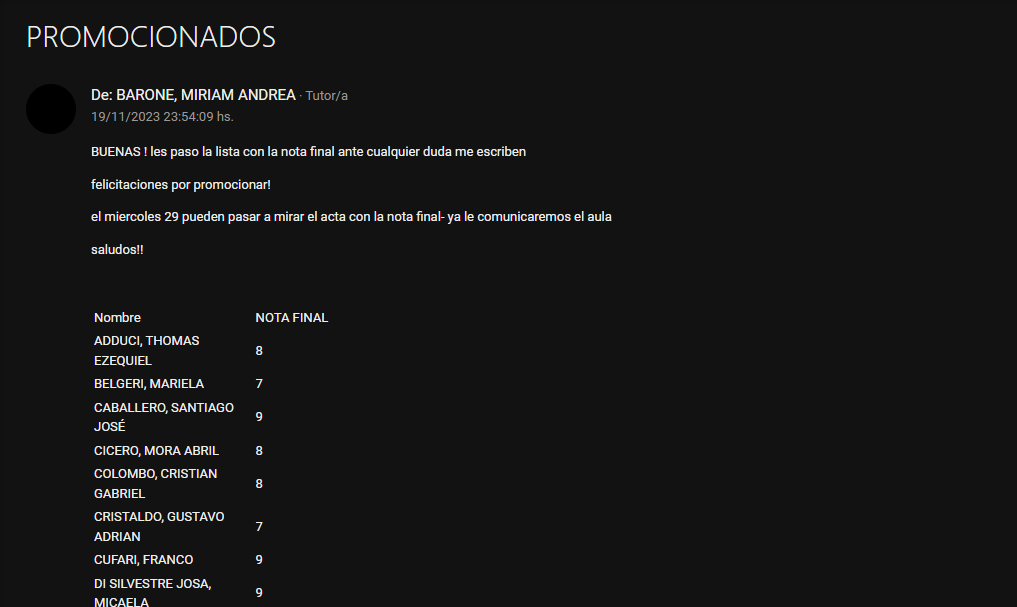 PROMOCIONADOS
De: BARONE, MIRIAM ANDREA · Tutor/a
19/11/2023 23:54:09 hs.
BUENAS ! les paso la lista con la nota final ante cualquier duda me escriben
felicitaciones por promocionar!
el miercoles 29 pueden pasar a mirar el acta con la nota final- ya le comunicaremos el aula
saludos!!
Nombre NOTA FINAL
ADDUCI, THOMAS
EZEQUIEL 8
BELGERI, MARIELA 7
CABALLERO, SANTIAGO
JOSÉ 9
CICERO, MORA ABRIL 8
COLOMBO, CRISTIAN
GABRIEL 8
CRISTALDO, GUSTAVO
ADRIAN 7
CUFARI, FRANCO 9
DI SILVESTRE JOSA,
MICAELA 9